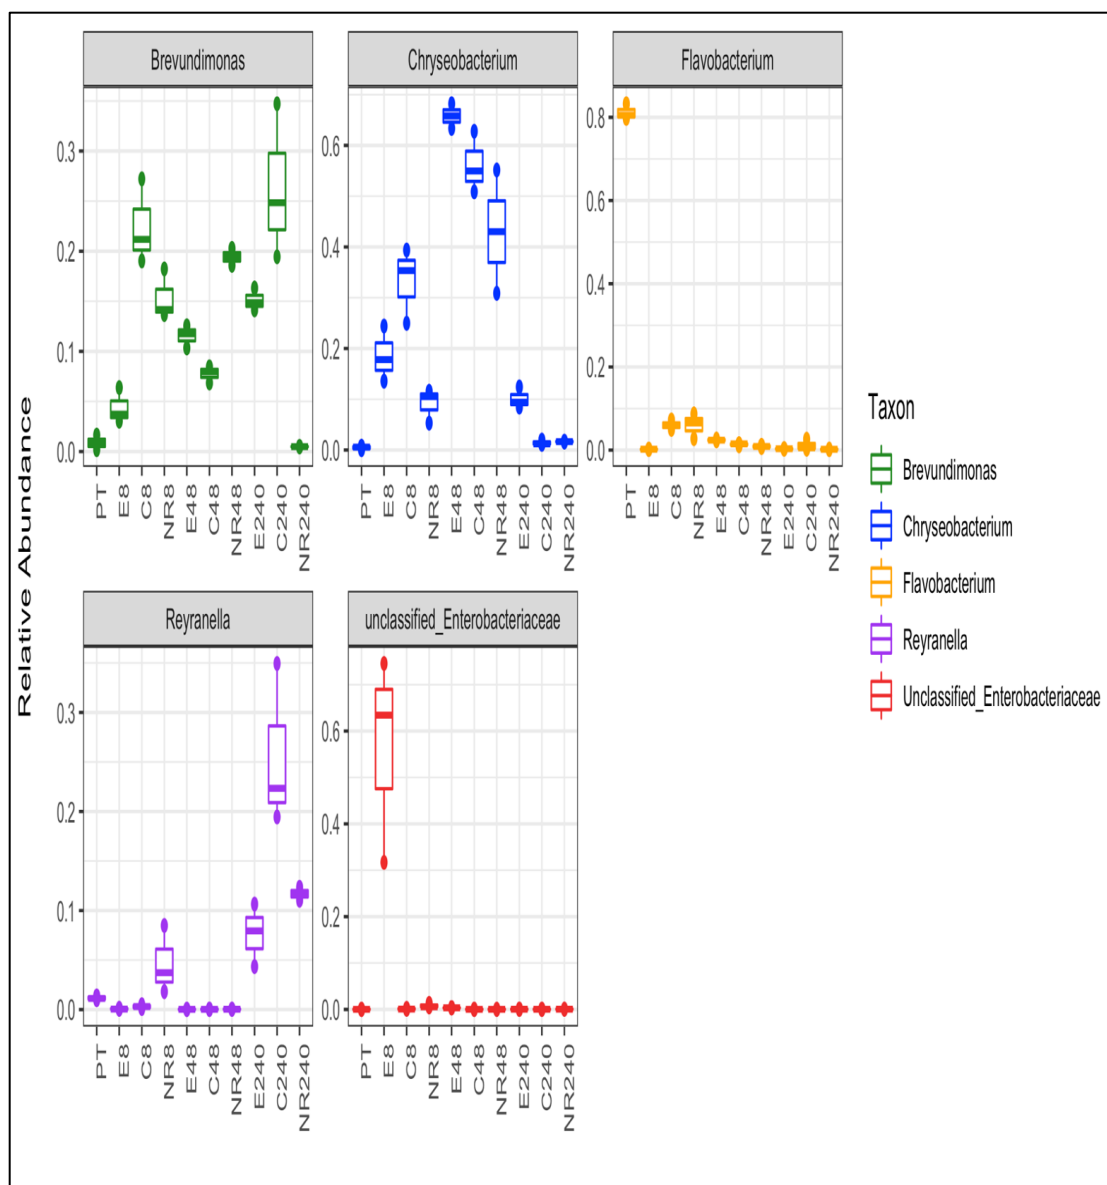 Brevundimonas
Chryseobacterium
Flavobacterium
0.3
0.2
0.1
0.0
0.6
0.4
0.2
0.0
0.8
0.6
0.4
0.2
0.0
PT
E8
C8
NR8
E48
C48
NR48
E240
C240
NR240
PT
E8
C8
NR8
E48
C48
NR48
E240
C240
NR240
PT
E8
C8
NR8
E48
C48
NR48
E240
C240
NR240
Relative Abundance
Reyranella
unclassified_Enterobacteriaceae
0.3
0.2
0.1
0.0
0.6
0.4
0.2
0.0
PT
E8
C8
NR8
E48
C48
NR48
E240
C240
NR240
PT
E8
C8
NR8
E48
C48
NR48
E240
C240
NR240
Taxon
Brevundimonas
Chryseobacterium
Flavobacterium
Reyranella
Unclassified_Enterobacteriaceae